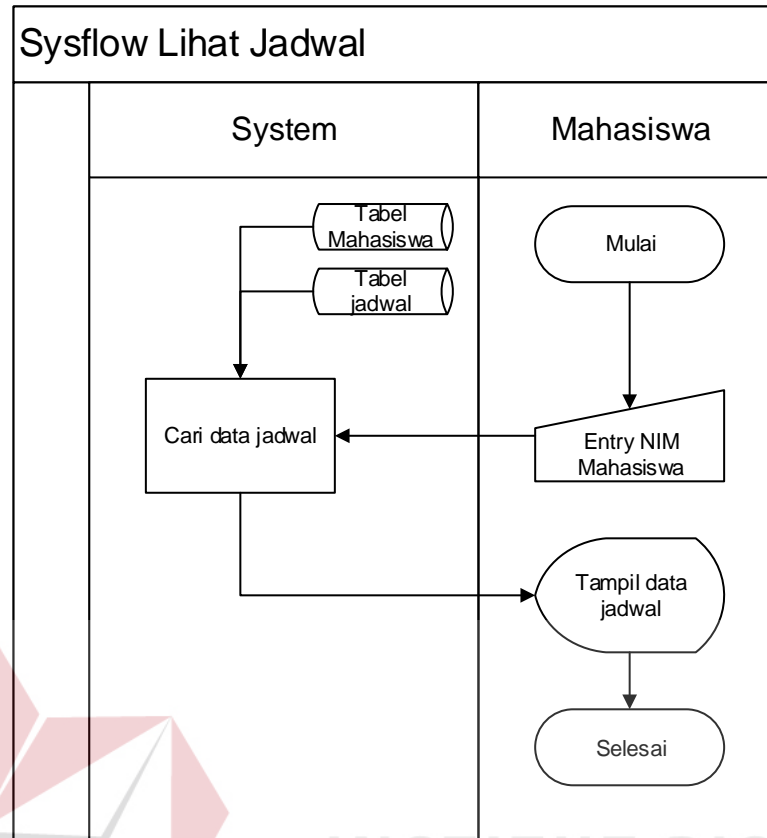 Sysflow Lihat Jadwal
System
Mahasiswa
Tabel
Mahasiswa
Tabel
jadwal
Mulai
Cari data jadwal
Entry NIM
Mahasiswa
Tampil data
jadwal
Selesai